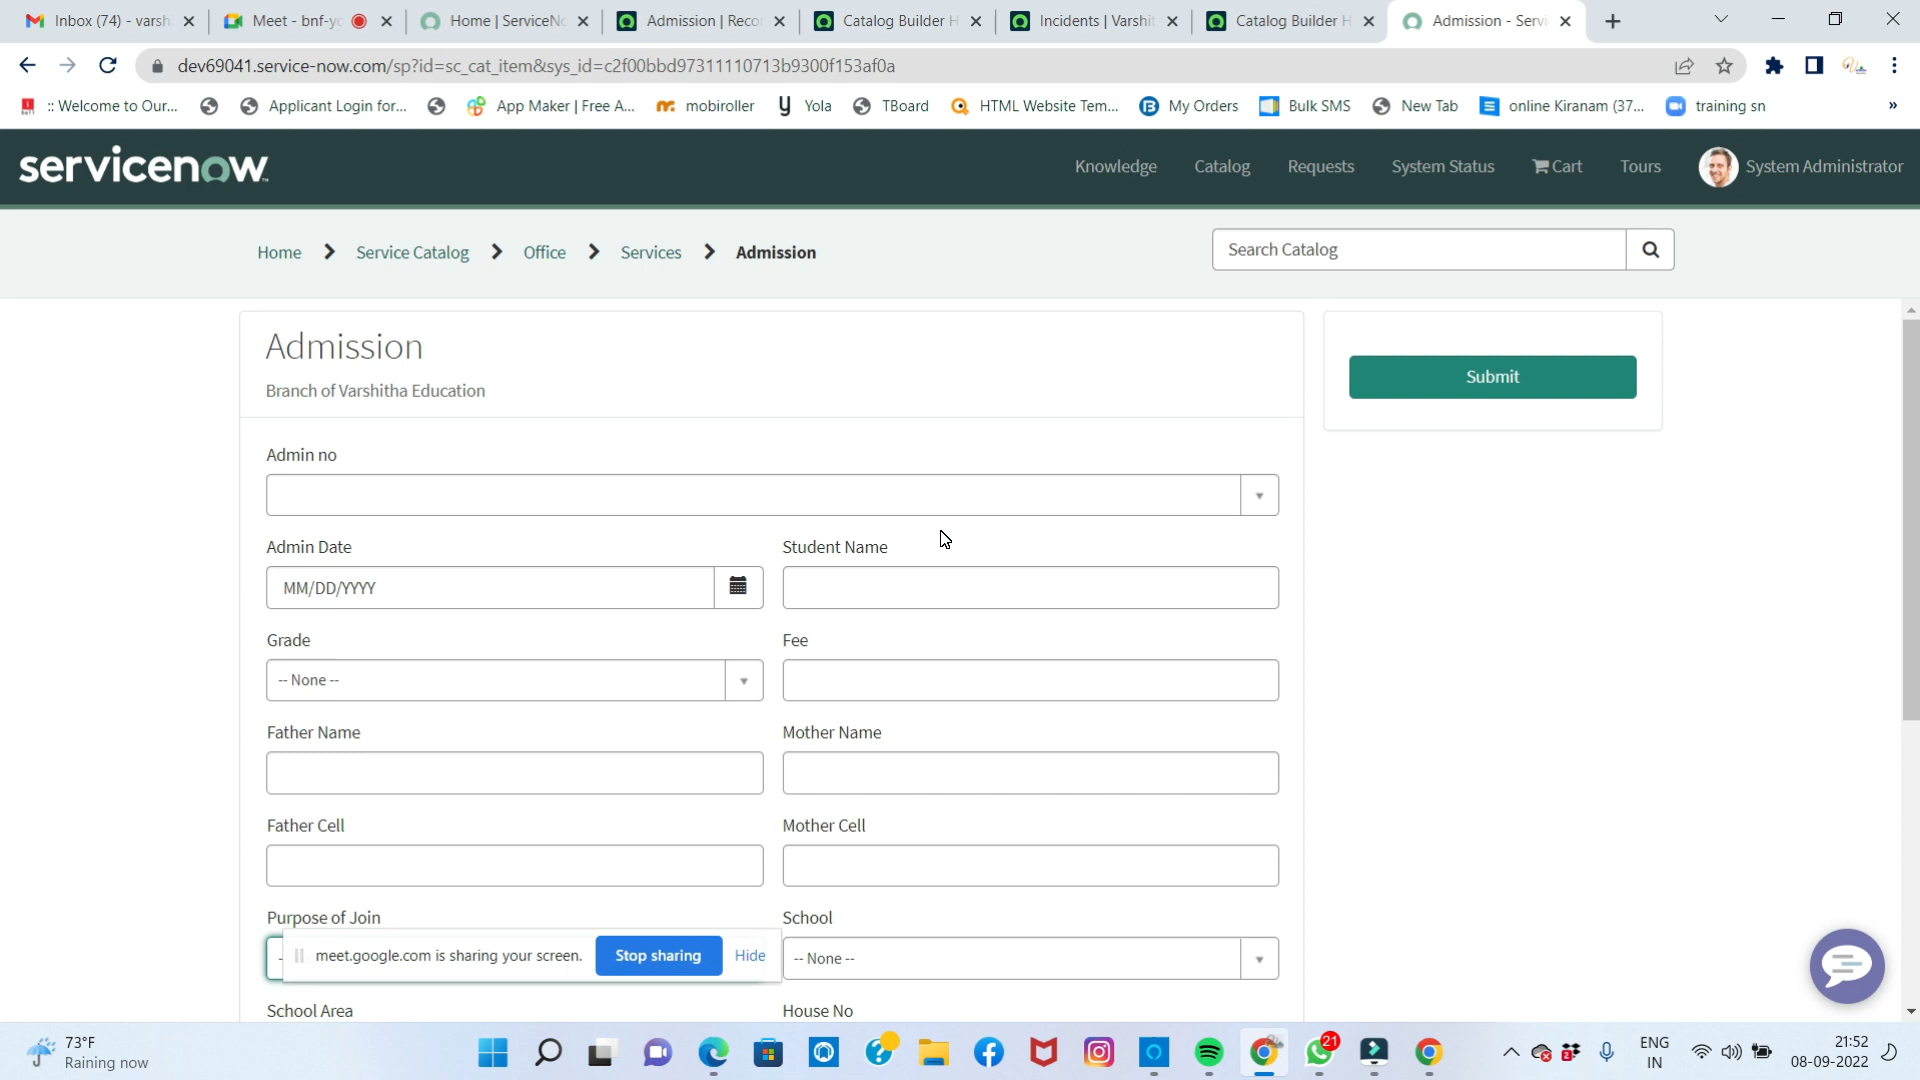 Inbox (74) - varsh
Meet - bnf-yo
Home | ServiceNo
Admission | Reco
Catalog Builder H
Incidents | Varshit
Catalog Builder H
Admission - Servi
dev69041.service-now.com/sp?id=sc_cat_item&sys_id=c2f00bbd97311110713b9300f153af0a
:: Welcome to Our...
Applicant Login for...
App Maker | Free A...
mobiroller
Yola
TBoard
HTML Website Tem...
My Orders
Bulk SMS
New Tab
online Kiranam (37...
training sn
»
servicenow
Knowledge
Catalog
Requests
System Status
Cart
Tours
System Administrator
Home > Service Catalog > Office > Services > Admission
Search Catalog
Admission
Branch of Varshitha Education
Submit
Admin no
Admin Date
Student Name
MM/DD/YYYY
Grade
Fee
-- None --
Father Name
Mother Name
Father Cell
Mother Cell
Purpose of Join
School
meet.google.com is sharing your screen.
Stop sharing
Hide
-- None --
School Area
House No
73°F
Raining now
21
ENG
IN
21:52
08-09-2022